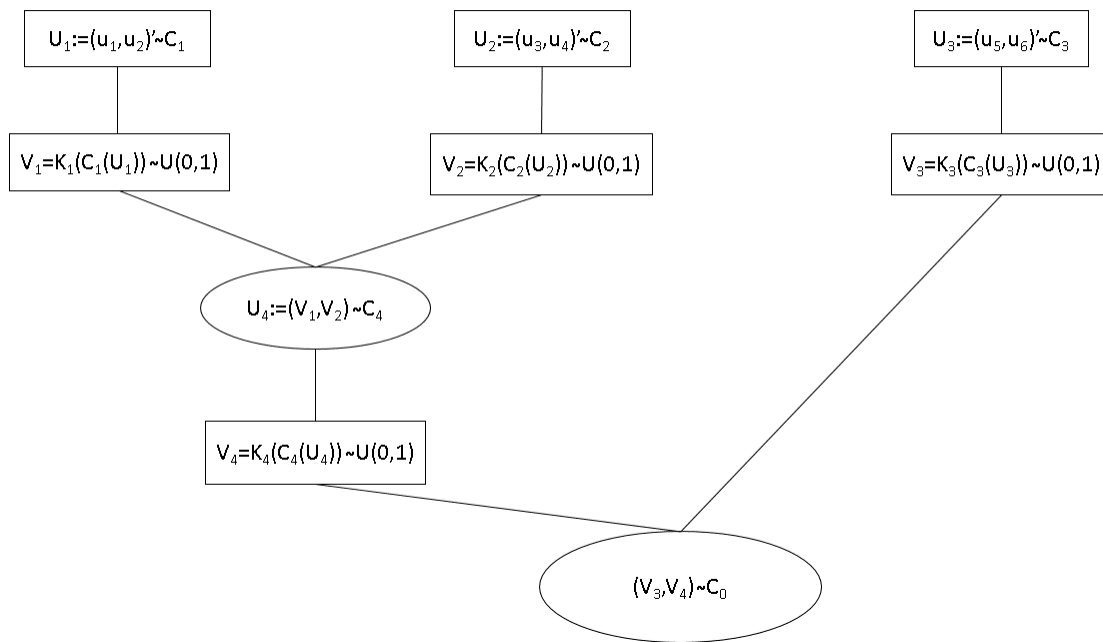 U₁:=(u₁,u₂)'~C₁
U₂:=(u₃,u₄)'~C₂
U₃:=(u₅,u₆)'~C₃
V₁=K₁(C₁(U₁))~U(0,1)
V₂=K₂(C₂(U₂))~U(0,1)
V₃=K₃(C₃(U₃))~U(0,1)
U₄:=(V₁,V₂)~C₄
V₄=K₄(C₄(U₄))~U(0,1)
(V₃,V₄)~C₀